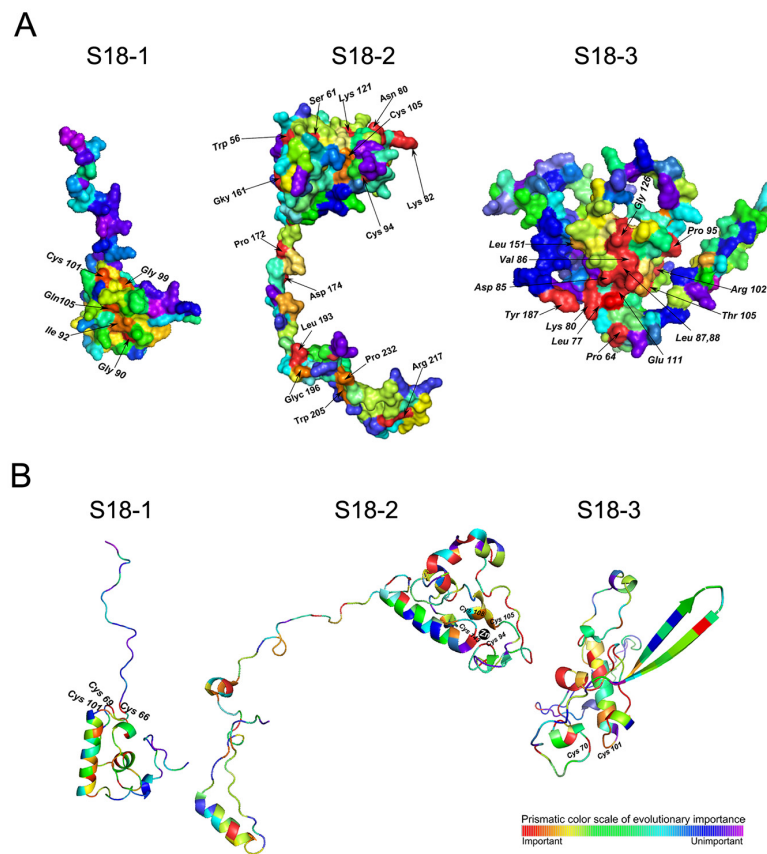 A
S18-1
S18-2
S18-3
Ser 61
Lys 121
Asn 80
Cys 105
Trp 56
Gky 161
Lys 82
Cys 94
Pro 172
Asp 174
Leu 193
Pro 232
Arg 217
Glyc 196
Trp 205
Cys 101
Gly 99
Gln105
Ile 92
Gly 90
Gly 126
Pro 95
Leu 151
Val 86
Asp 85
Arg 102
Tyr 187
Thr 105
Lys 80
Leu 87,88
Leu 77
Glu 111
Pro 64
B
S18-1
S18-2
S18-3
Cys 69
Cys 66
Cys 101
Cys 108
Cys 105
Cys
Zn
Cys 94
Cys 70
Cys 101
Prismatic color scale of evolutionary importance
Important
Unimportant